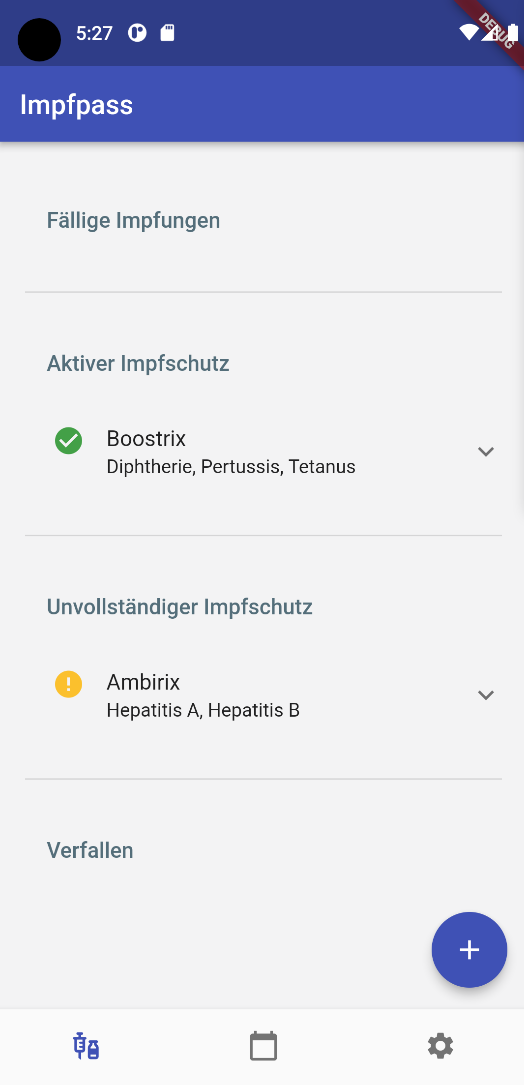 5:27
DEBUG
Impfpass
Fällige Impfungen
Aktiver Impfschutz
Boostrix
Diphtherie, Pertussis, Tetanus
Unvollständiger Impfschutz
Ambirix
Hepatitis A, Hepatitis B
Verfallen